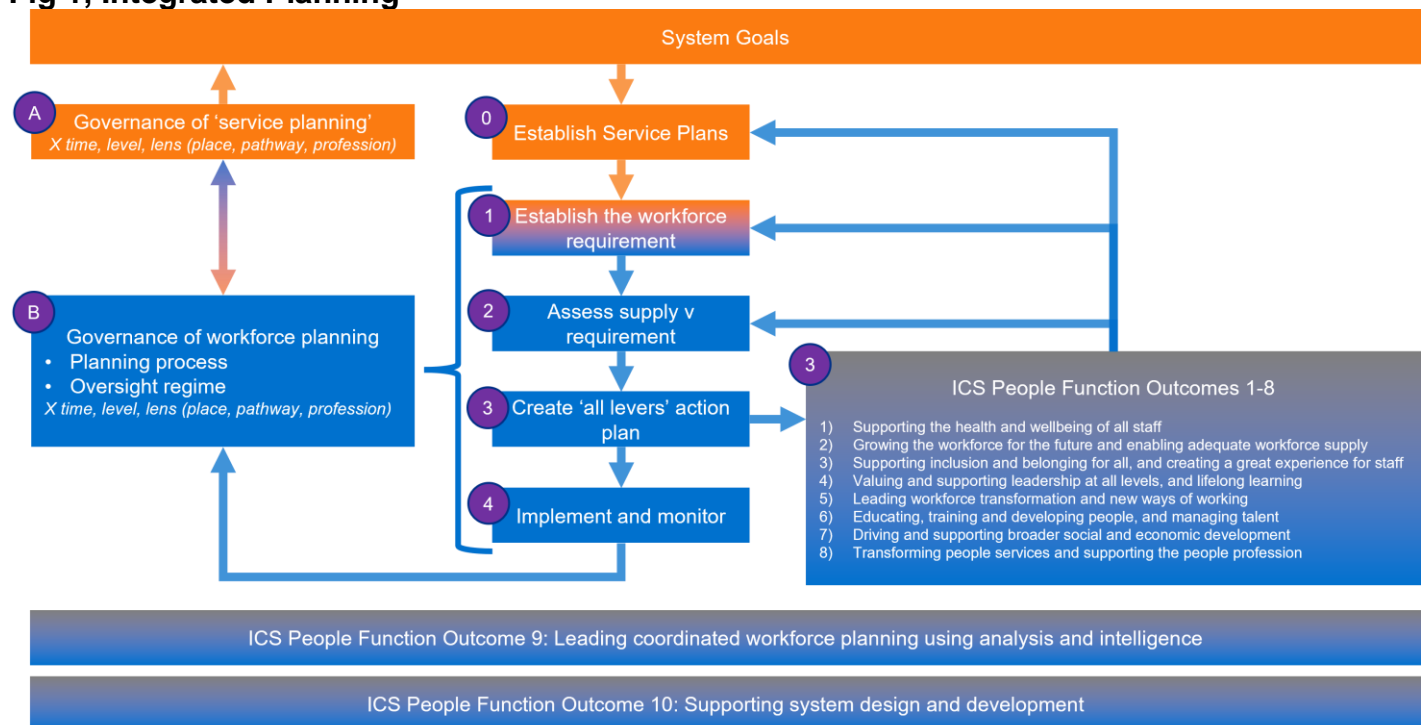 Fig 1, Integrated Planning
System Goals
A
Governance of ‘service planning’
X time, level, lens (place, pathway, profession)
0
Establish Service Plans
1
Establish the workforce
requirement
B
Governance of workforce planning
• Planning process
• Oversight regime
X time, level, lens (place, pathway, profession)
2
Assess supply v
requirement
3
Create ‘all levers’ action
plan
4
Implement and monitor
3
ICS People Function Outcomes 1-8
1) Supporting the health and wellbeing of all staff
2) Growing the workforce for the future and enabling adequate workforce supply
3) Supporting inclusion and belonging for all, and creating a great experience for staff
4) Valuing and supporting leadership at all levels, and lifelong learning
5) Leading workforce transformation and new ways of working
6) Educating, training and developing people, and managing talent
7) Driving and supporting broader social and economic development
8) Transforming people services and supporting the people profession
ICS People Function Outcome 9: Leading coordinated workforce planning using analysis and intelligence
ICS People Function Outcome 10: Supporting system design and development